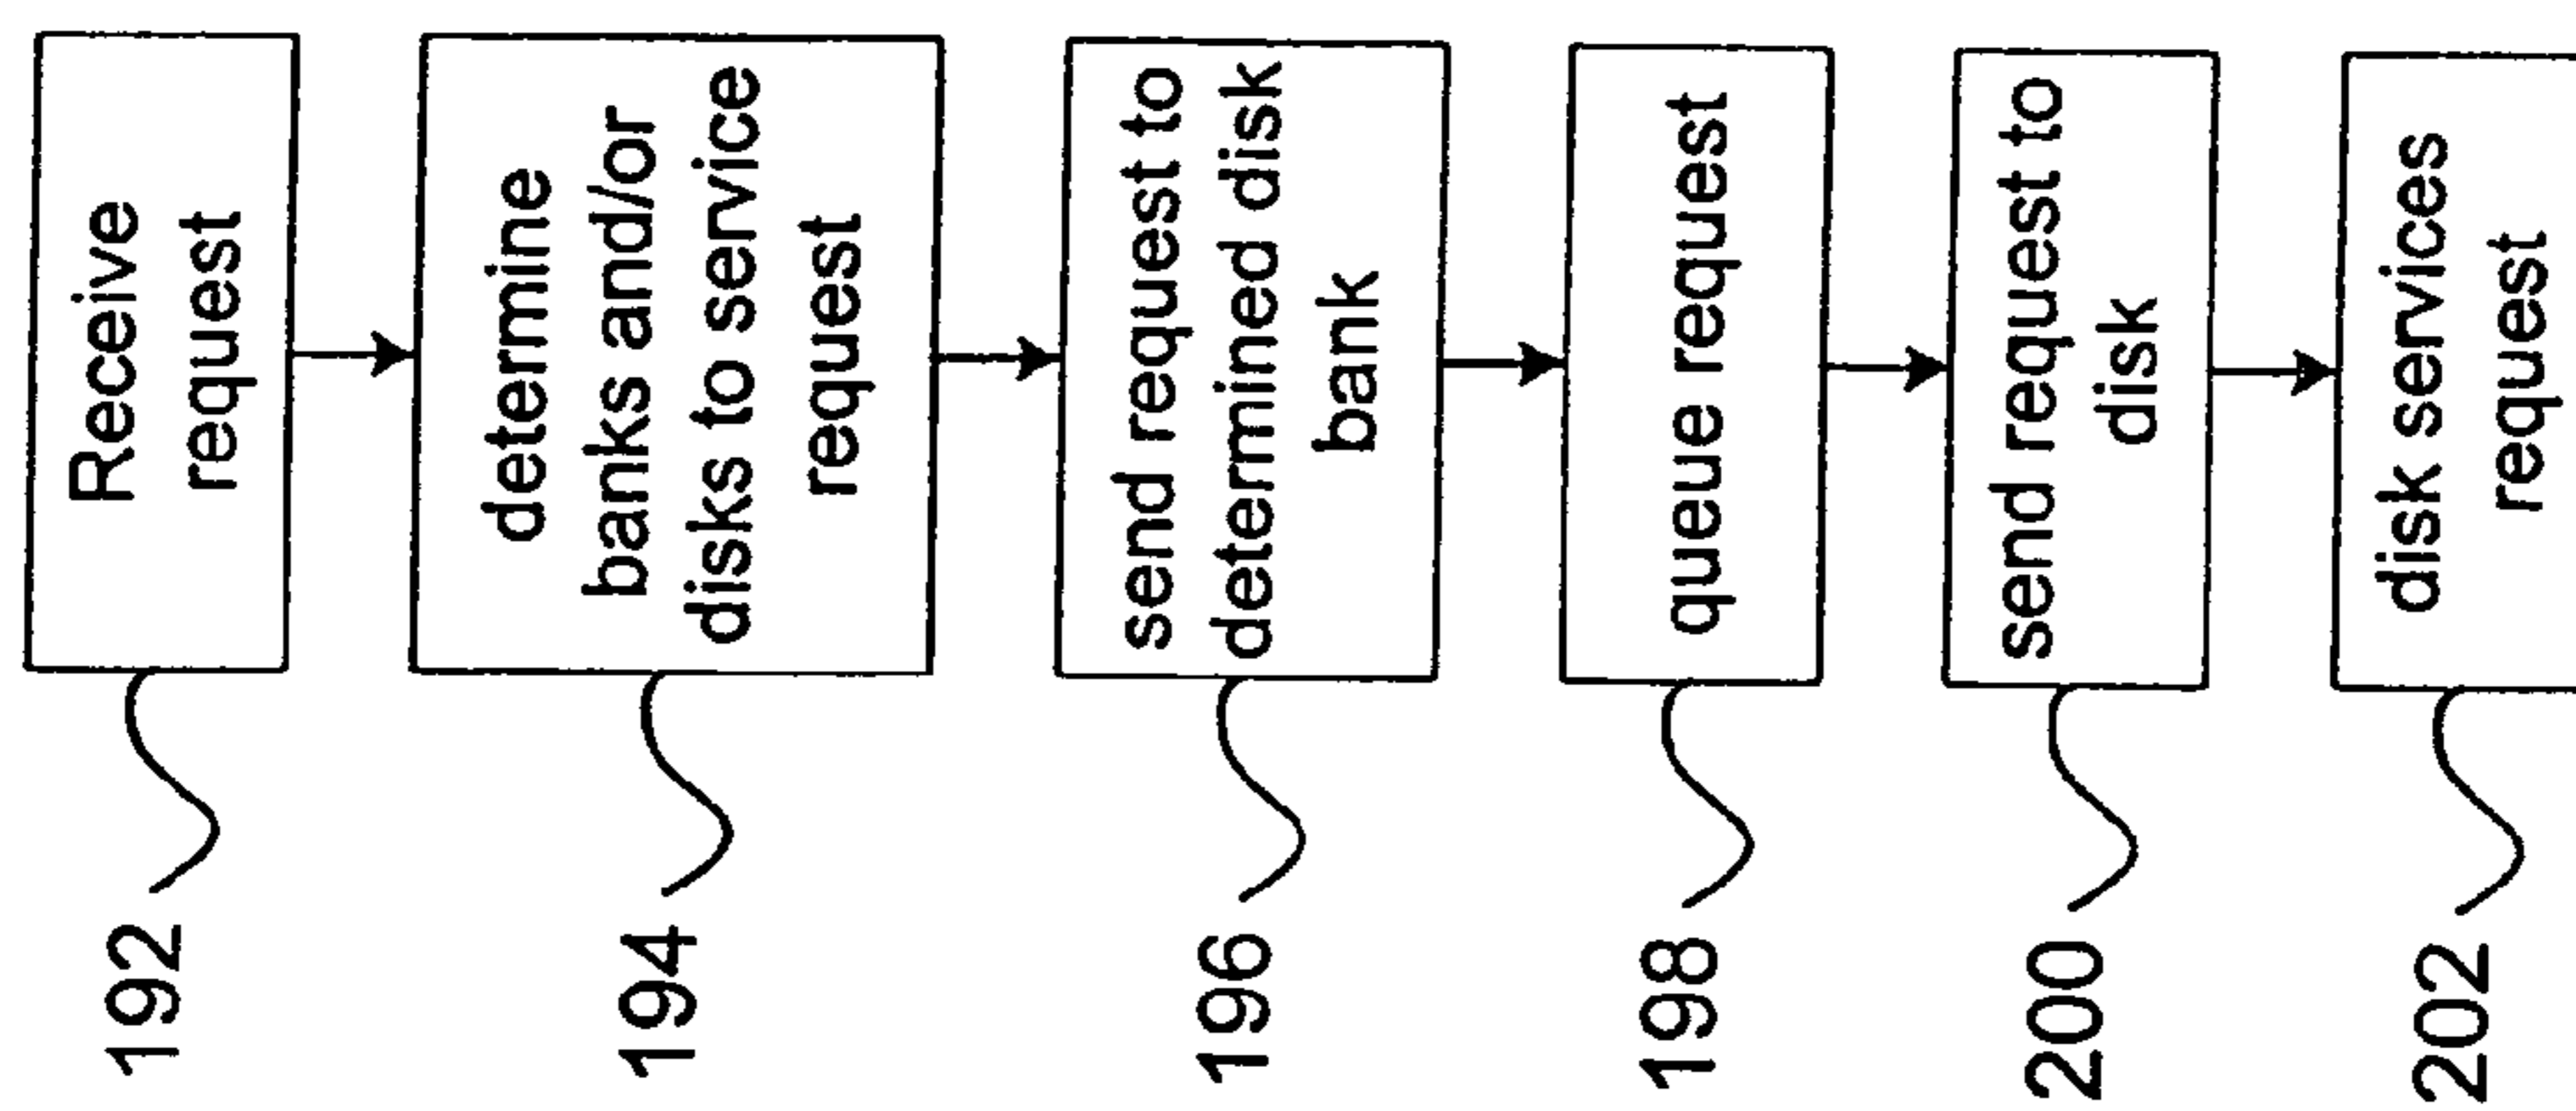 192
Receive
request
194
determine
banks and/or
disks to service
request
196
send request to
determined disk
bank
198
queue request
200
send request to
disk
202
disk services
request